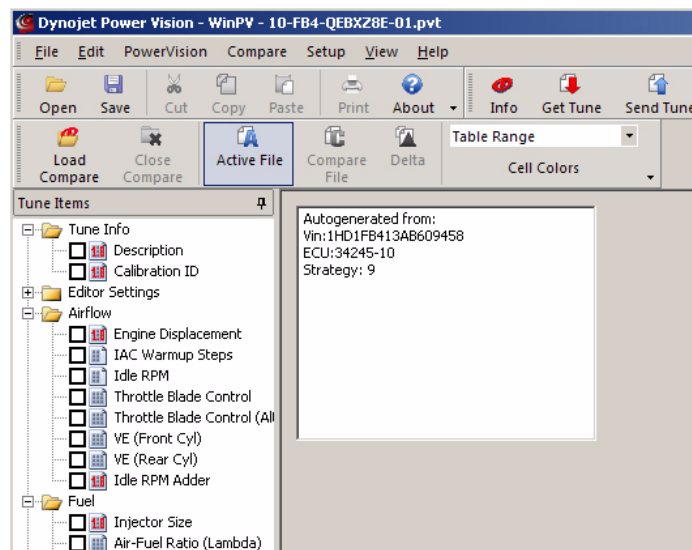 Dynojet Power Vision - WinPV - 10-FB4-QEBXZ8E-01.pvt
File Edit PowerVision Compare Setup View Help
Open Save Cut Copy Paste Print About Info Get Tune Send Tune
Load Compare Close Compare Active File Compare File Delta Table Range
Cell Colors
Tune Items
Tune Info
Description
Calibration ID
Editor Settings
Airflow
Engine Displacement
IAC Warmup Steps
Idle RPM
Throttle Blade Control
Throttle Blade Control (Alt
VE (Front Cyl)
VE (Rear Cyl)
Idle RPM Adder
Fuel
Injector Size
Air-Fuel Ratio (Lambda)
Autogenerated from:
Vin:1HD1FB413AB609458
ECU:34245-10
Strategy: 9